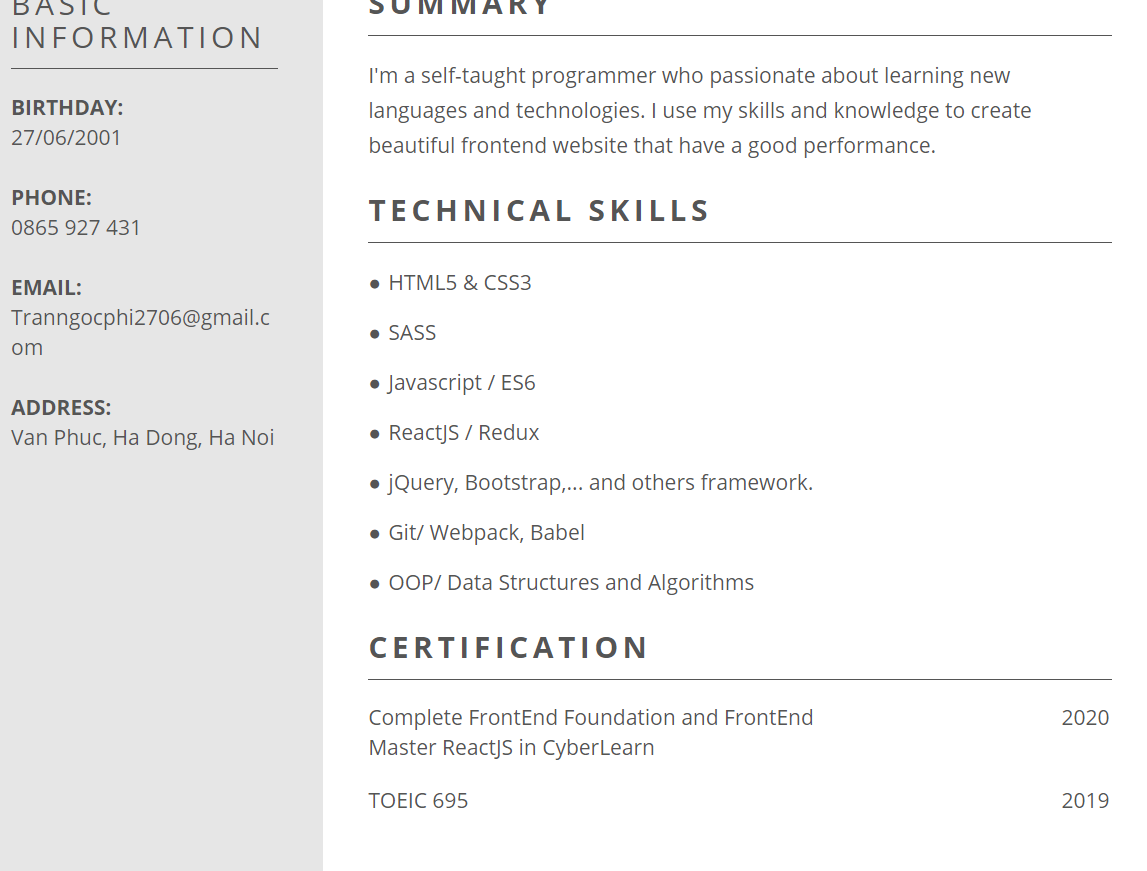 BASIC
INFORMATION
BIRTHDAY:
27/06/2001
PHONE:
0865 927 431
EMAIL:
Tranngocphi2706@gmail.c
om
ADDRESS:
Van Phuc, Ha Dong, Ha Noi
SUMMARY
I'm a self-taught programmer who passionate about learning new
languages and technologies. I use my skills and knowledge to create
beautiful frontend website that have a good performance.
TECHNICAL SKILLS
● HTML5 & CSS3
● SASS
● Javascript / ES6
● ReactJS / Redux
● jQuery, Bootstrap,... and others framework.
● Git/ Webpack, Babel
● OOP/ Data Structures and Algorithms
CERTIFICATION
Complete FrontEnd Foundation and FrontEnd 2020
Master ReactJS in CyberLearn
TOEIC 695 2019